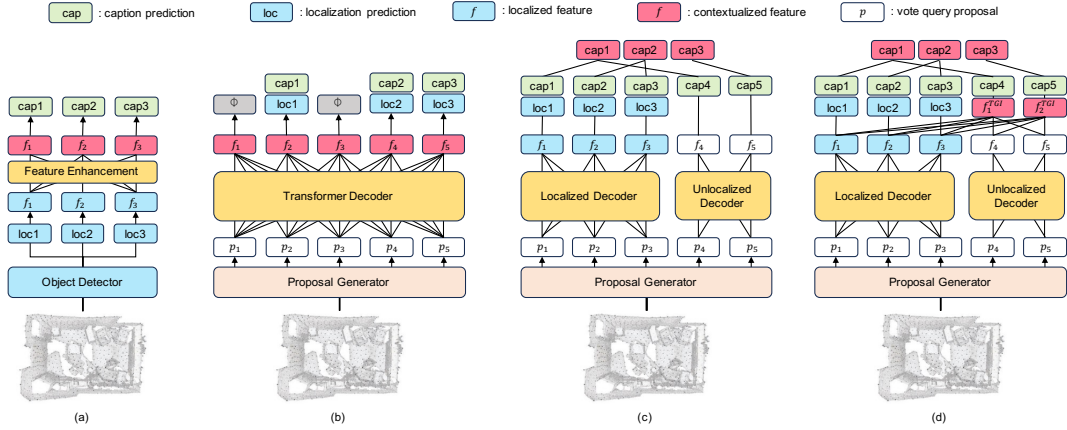 cap : caption prediction loc : localization prediction f : localized feature f : contextualized feature p : vote query proposal
cap1 cap2 cap3
f1 f2 f3
Feature Enhancement
f1 f2 f3
loc1 loc2 loc3
Object Detector
(a)
cap1 cap2 cap3
Φ loc1 Φ loc2 loc3
f1 f2 f3 f4 f5
Transformer Decoder
p1 p2 p3 p4 p5
Proposal Generator
(b)
cap1 cap2 cap3
cap1 cap2 cap3 cap4 cap5
loc1 loc2 loc3
f1 f2 f3 f4 f5
Localized Decoder Unlocalized Decoder
p1 p2 p3 p4 p5
Proposal Generator
(c)
cap1 cap2 cap3
cap1 cap2 cap3 cap4 cap5
loc1 loc2 loc3 f1^TGI f2^TGI
f1 f2 f3 f4 f5
Localized Decoder Unlocalized Decoder
p1 p2 p3 p4 p5
Proposal Generator
(d)